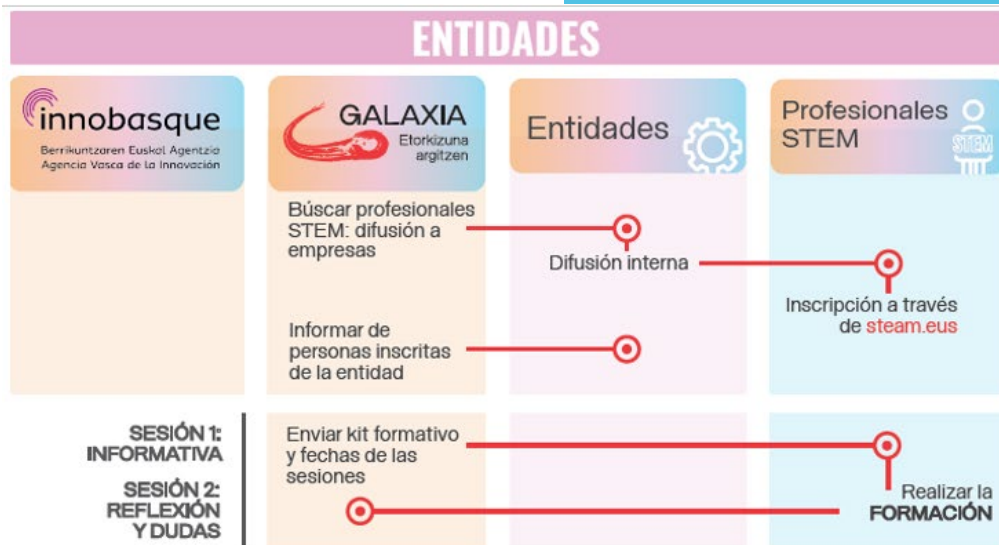 ENTIDADES
innobasque
Berrikuntzaren Euskal Agentzia
Agencia Vasca de la Innovación
GALAXIA
Etorkizuna
argitzen
Entidades
Profesionales
STEM
STEM
Búscar profesionales
STEM: difusión a
empresas
Difusión interna
Inscripción a través
de steam.eus
Informar de
personas inscritas
de la entidad
SESIÓN 1:
INFORMATIVA
SESIÓN 2:
REFLEXIÓN
Y DUDAS
Enviar kit formativo
y fechas de las
sesiones
Realizar la
FORMACIÓN